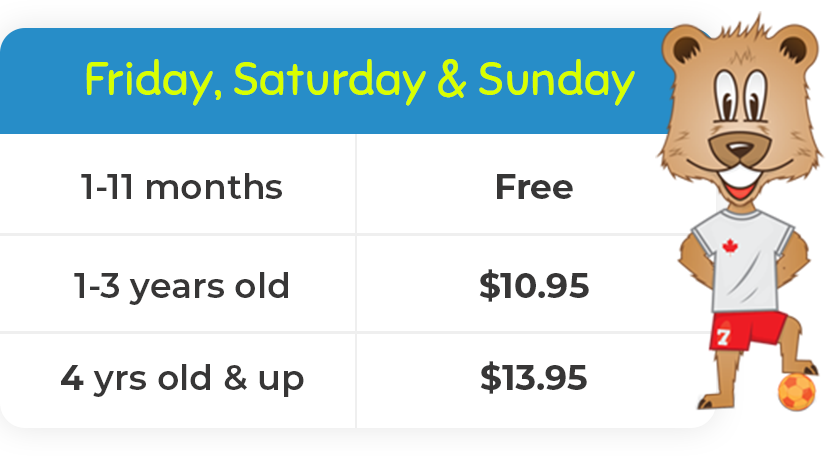 Friday, Saturday & Sunday
1-11 months Free
1-3 years old $10.95
4 yrs old & up $13.95
7